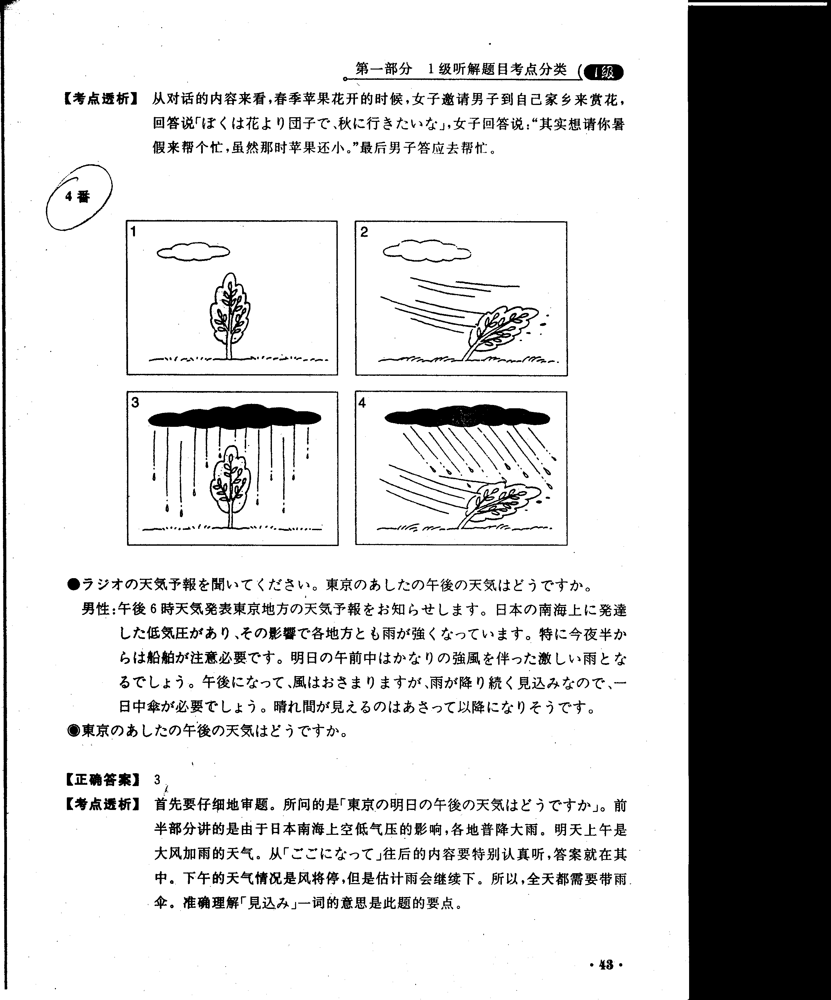 第一部分 1级听解题目考点分类 1级
【考点透析】 从对话的内容来看,春季苹果花开的时候,女子邀请男子到自己家乡来赏花,
回答说「ぼくは花より団子で、秋に行きたいな」,女子回答说:“其实想请你暑
假来帮个忙,虽然那时苹果还小。”最后男子答应去帮忙。
4番
1
2
3
4
●ラジオの天気予報を聞いてください。東京のあしたの午後の天気はどうですか。
男性:午後6時天気発表東京地方の天気予報をお知らせします。日本の南海上に発達
した低気圧があり、その影響で各地方とも雨が強くなっています。特に今夜半か
らは船舶が注意必要です。明日の午前中はかなりの強風を伴った激しい雨とな
るでしょう。午後になって、風はおさまりますが、雨が降り続く見込みなので、一
日中傘が必要でしょう。晴れ間が見えるのはあさって以降になりそうです。
◉東京のあしたの午後の天気はどうですか。
【正确答案】 3
【考点透析】 首先要仔细地审题。所问的是「東京の明日の午後の天気はどうですか」。前
半部分讲的是由于日本南海上空低气压的影响,各地普降大雨。明天上午是
大风加雨的天气。从「ごごになって」往后的内容要特别认真听,答案就在其
中。下午的天气情况是风将停,但是估计雨会继续下。所以,全天都需要带雨
伞。准确理解「見込み」一词的意思是此题的要点。
· 43 ·